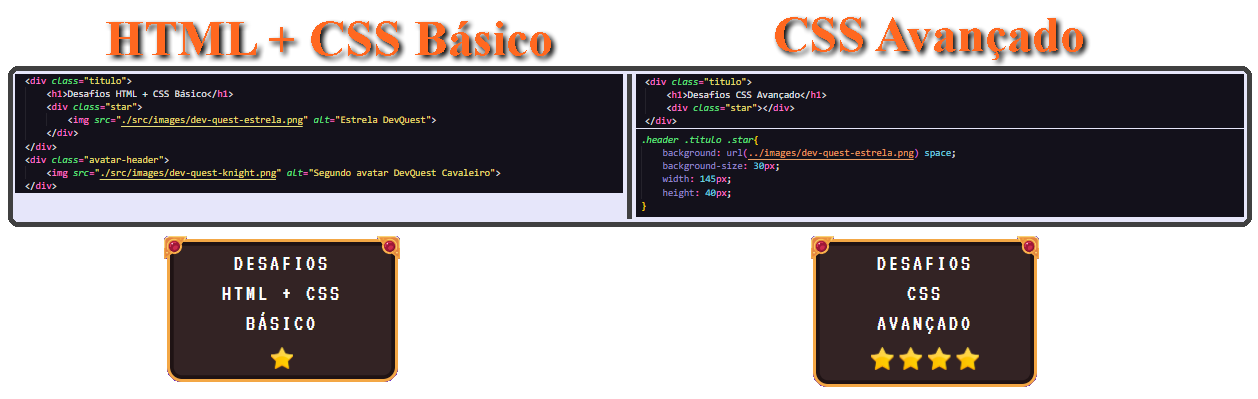 HTML + CSS Básico
<div class="titulo">
<h1>Desafios HTML + CSS Básico</h1>
<div class="star">
<img src="./src/images/dev-quest-estrela.png" alt="Estrela DevQuest">
</div>
</div>
<div class="avatar-header">
<img src="./src/images/dev-quest-knight.png" alt="Segundo avatar DevQuest Cavaleiro">
</div>
DESAFIOS
HTML + CSS
BÁSICO
CSS Avançado
<div class="titulo">
<h1>Desafios CSS Avançado</h1>
<div class="star"></div>
</div>
.header .titulo .star{
background: url(../images/dev-quest-estrela.png) space;
background-size: 30px;
width: 145px;
height: 40px;
}
DESAFIOS
CSS
AVANÇADO